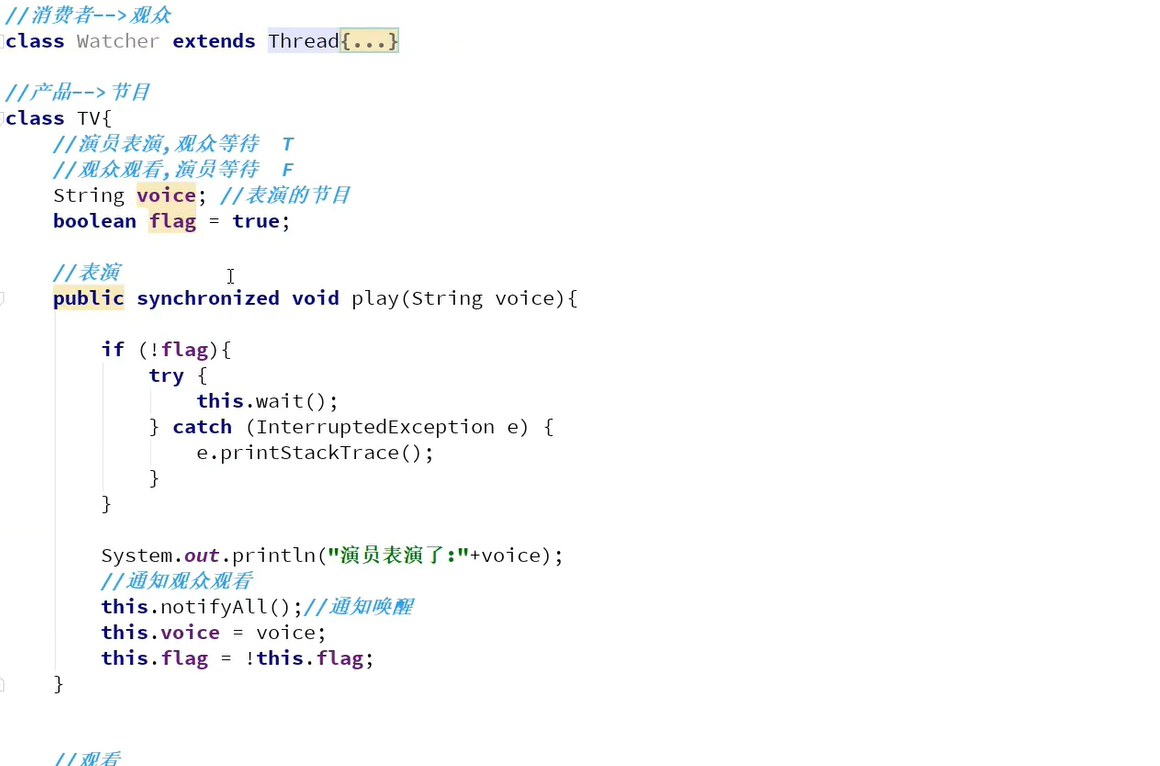 //消费者-->观众
class Watcher extends Thread{...}
//产品-->节目
class TV{
//演员表演,观众等待 T
//观众观看,演员等待 F
String voice; //表演的节目
boolean flag = true;
//表演
public synchronized void play(String voice){
if (!flag){
try {
this.wait();
} catch (InterruptedException e) {
e.printStackTrace();
}
}
System.out.println("演员表演了:"+voice);
//通知观众观看
this.notifyAll();//通知唤醒
this.voice = voice;
this.flag = !this.flag;
}
//观看